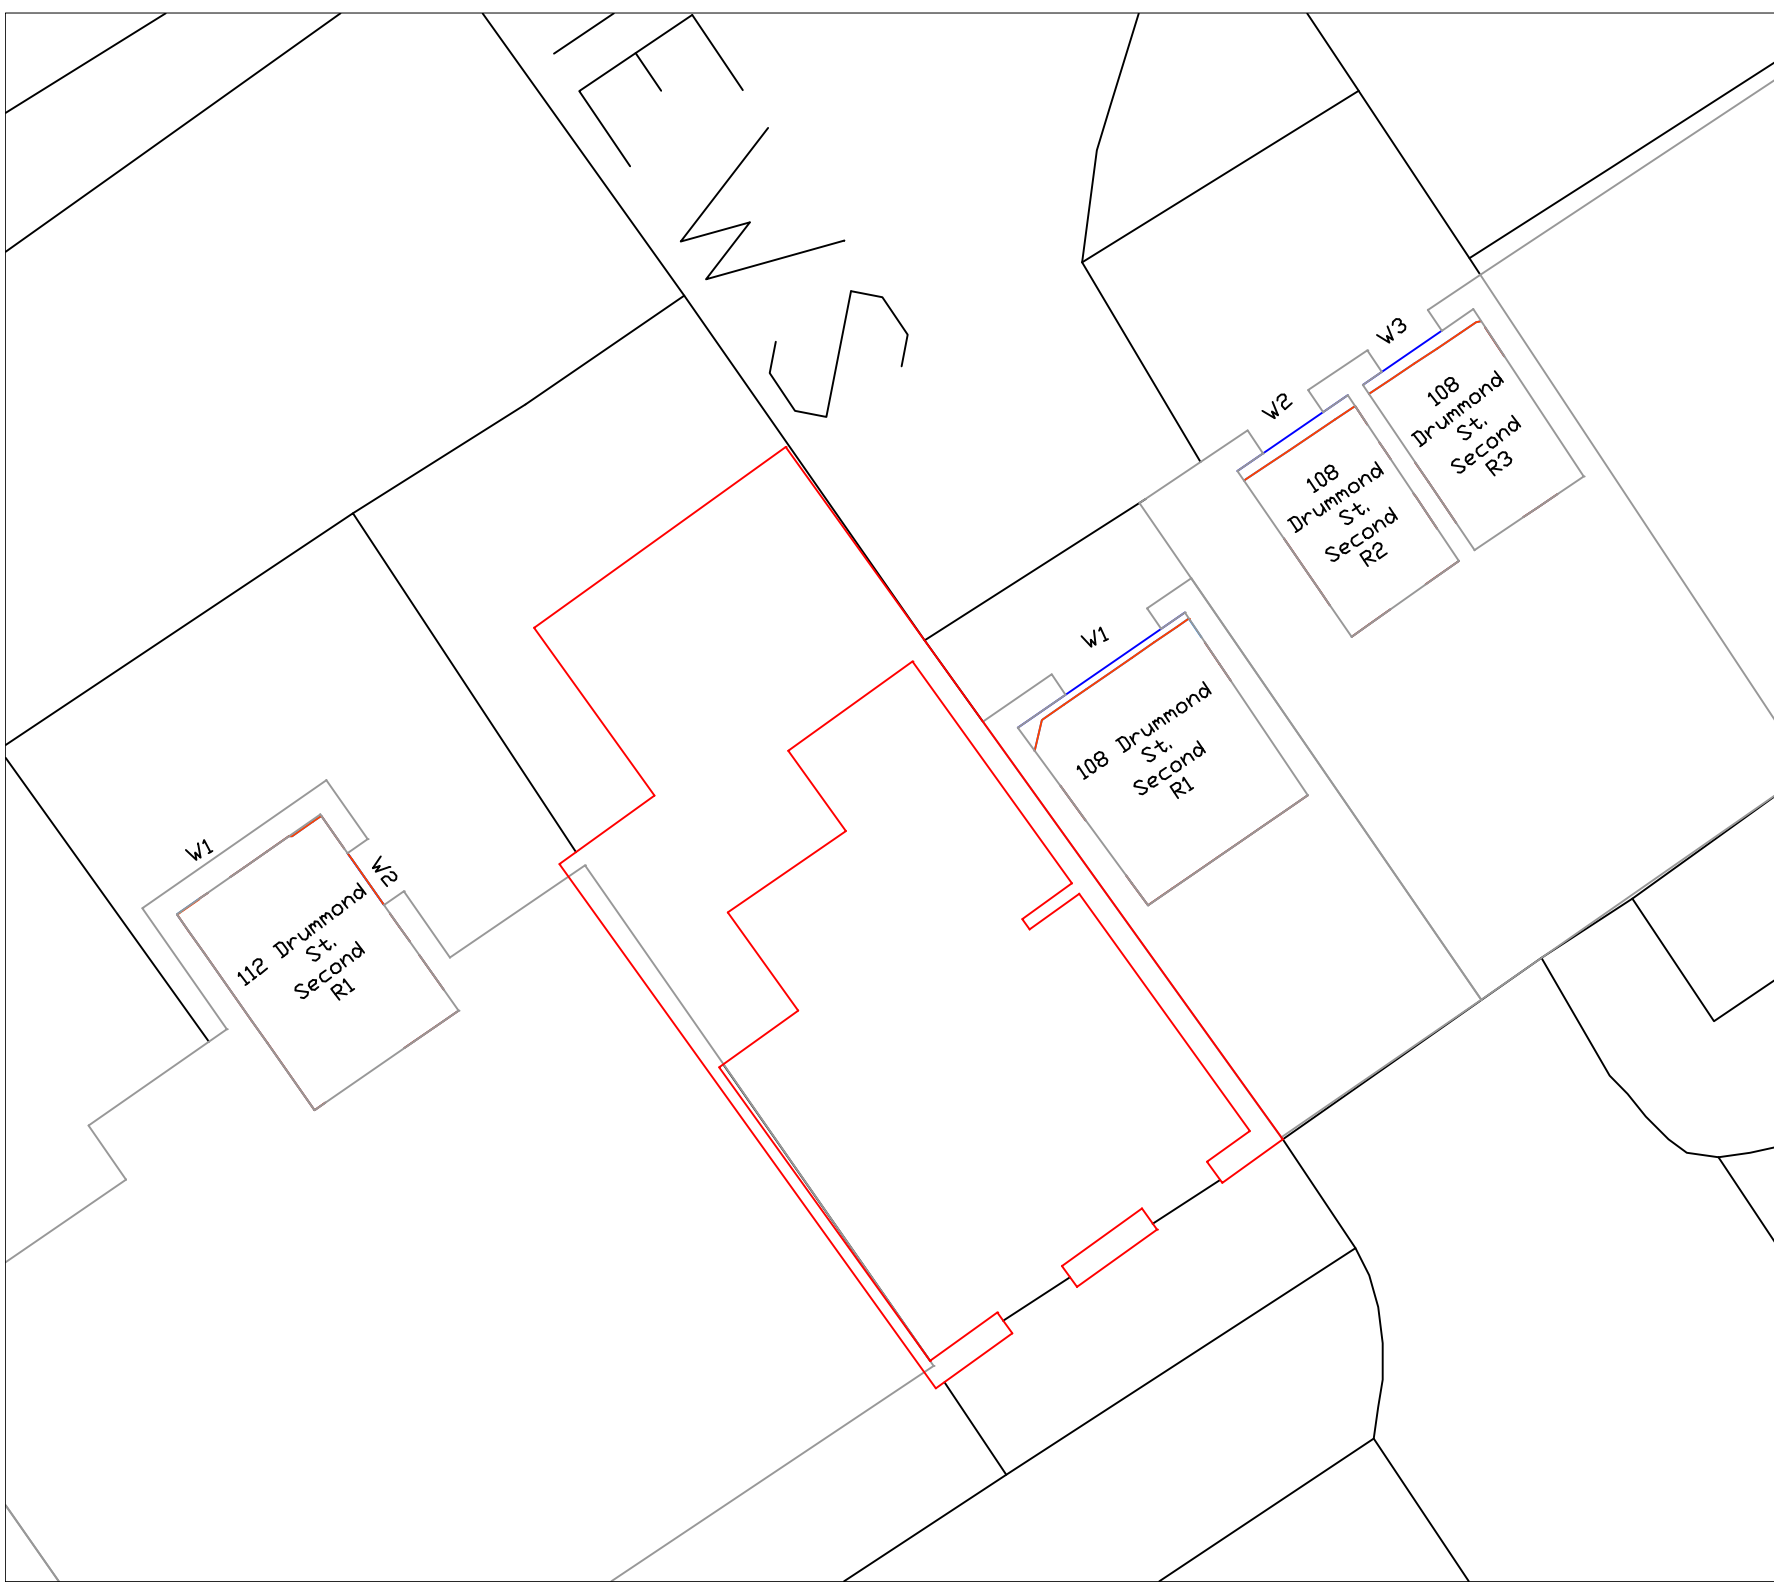 EWS
W3
W2
108
Drummond
St.
Second
R3
108
Drummond
St.
Second
R2
W1
108 Drummond
St.
Second
R1
W1
W2
112 Drummond
St.
Second
R1